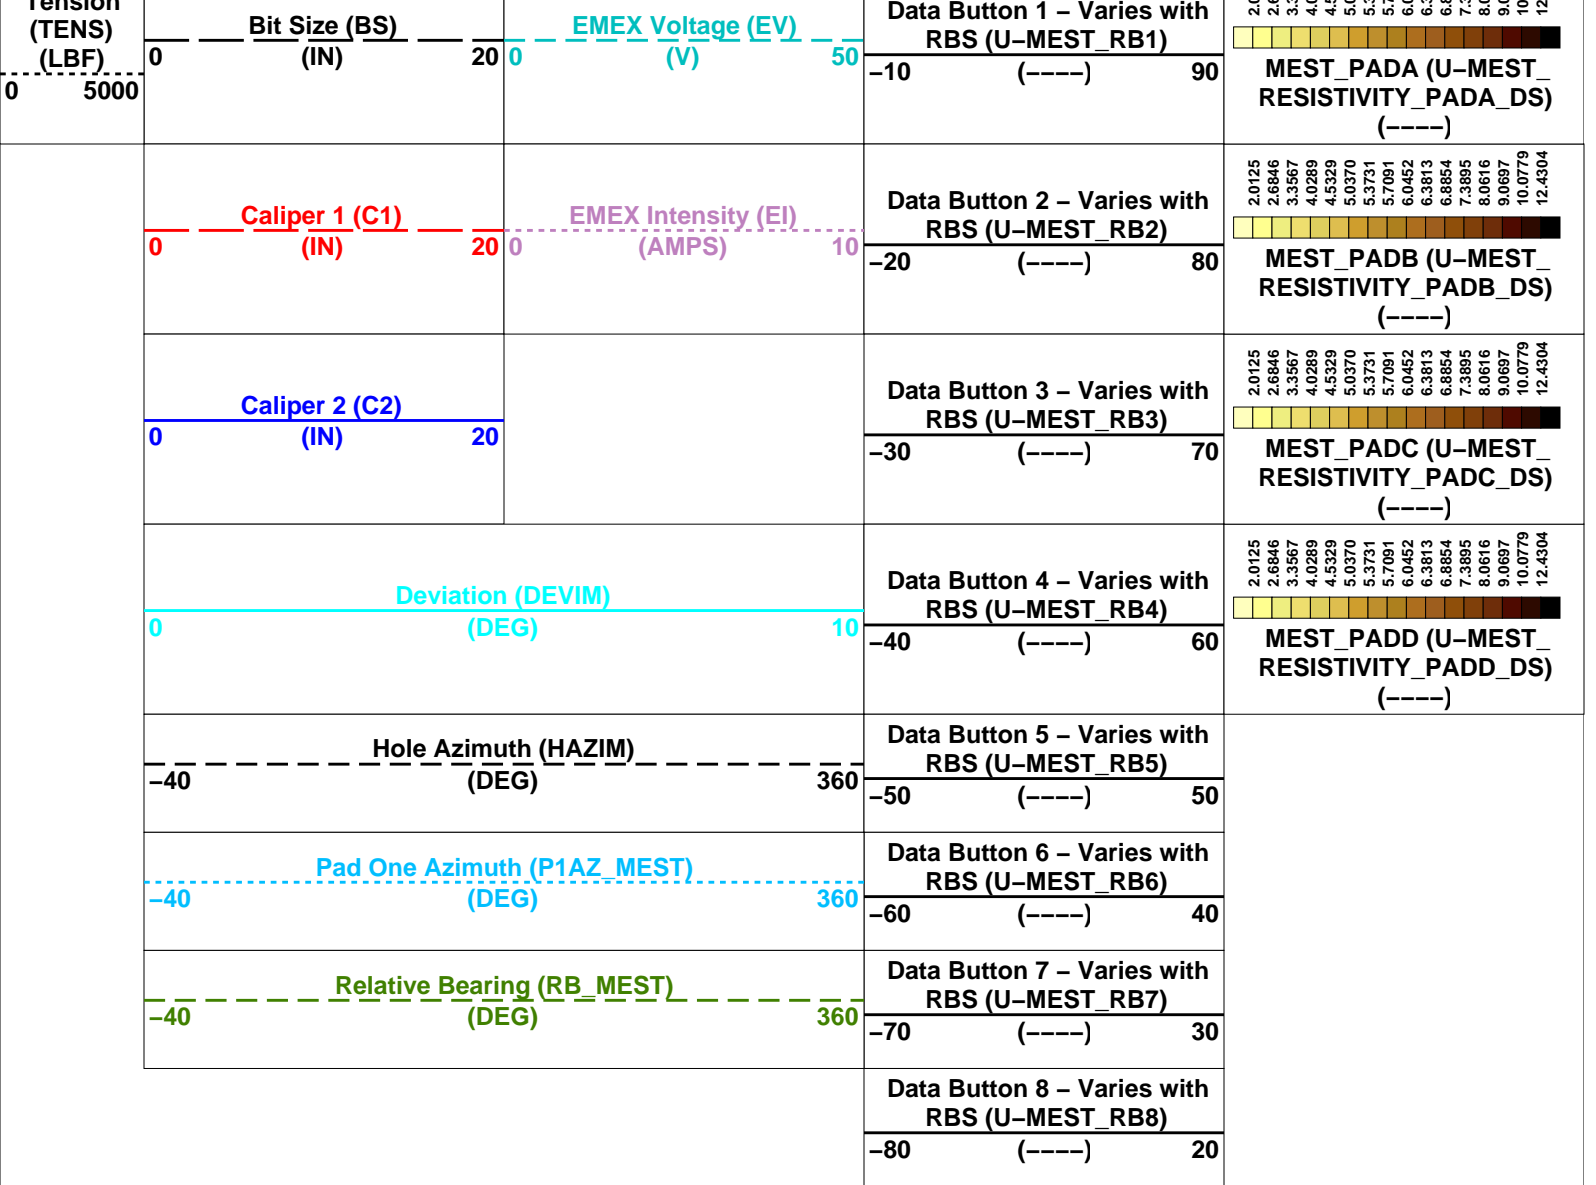 Tension
(TENS)
(LBF)
0 5000
Bit Size (BS)
0 (IN) 20
EMEX Voltage (EV)
0 (V) 50
Data Button 1 – Varies with
RBS (U–MEST_RB1)
–10 (––––) 90
MEST_PADA (U–MEST_
RESISTIVITY_PADA_DS)
(––––)
Caliper 1 (C1)
0 (IN) 20
EMEX Intensity (EI)
0 (AMPS) 10
Data Button 2 – Varies with
RBS (U–MEST_RB2)
–20 (––––) 80
2.0125
2.6846
3.3567
4.0289
4.5329
5.0370
5.3731
5.7091
6.0452
6.3813
6.8854
7.3895
8.0616
9.0697
10.0779
12.4304
MEST_PADB (U–MEST_
RESISTIVITY_PADB_DS)
(––––)
Caliper 2 (C2)
0 (IN) 20
Data Button 3 – Varies with
RBS (U–MEST_RB3)
–30 (––––) 70
2.0125
2.6846
3.3567
4.0289
4.5329
5.0370
5.3731
5.7091
6.0452
6.3813
6.8854
7.3895
8.0616
9.0697
10.0779
12.4304
MEST_PADC (U–MEST_
RESISTIVITY_PADC_DS)
(––––)
Deviation (DEVIM)
0 (DEG) 10
Data Button 4 – Varies with
RBS (U–MEST_RB4)
–40 (––––) 60
2.0125
2.6846
3.3567
4.0289
4.5329
5.0370
5.3731
5.7091
6.0452
6.3813
6.8854
7.3895
8.0616
9.0697
10.0779
12.4304
MEST_PADD (U–MEST_
RESISTIVITY_PADD_DS)
(––––)
Hole Azimuth (HAZIM)
–40 (DEG) 360
Data Button 5 – Varies with
RBS (U–MEST_RB5)
–50 (––––) 50
Pad One Azimuth (P1AZ_MEST)
–40 (DEG) 360
Data Button 6 – Varies with
RBS (U–MEST_RB6)
–60 (––––) 40
Relative Bearing (RB_MEST)
–40 (DEG) 360
Data Button 7 – Varies with
RBS (U–MEST_RB7)
–70 (––––) 30
Data Button 8 – Varies with
RBS (U–MEST_RB8)
–80 (––––) 20